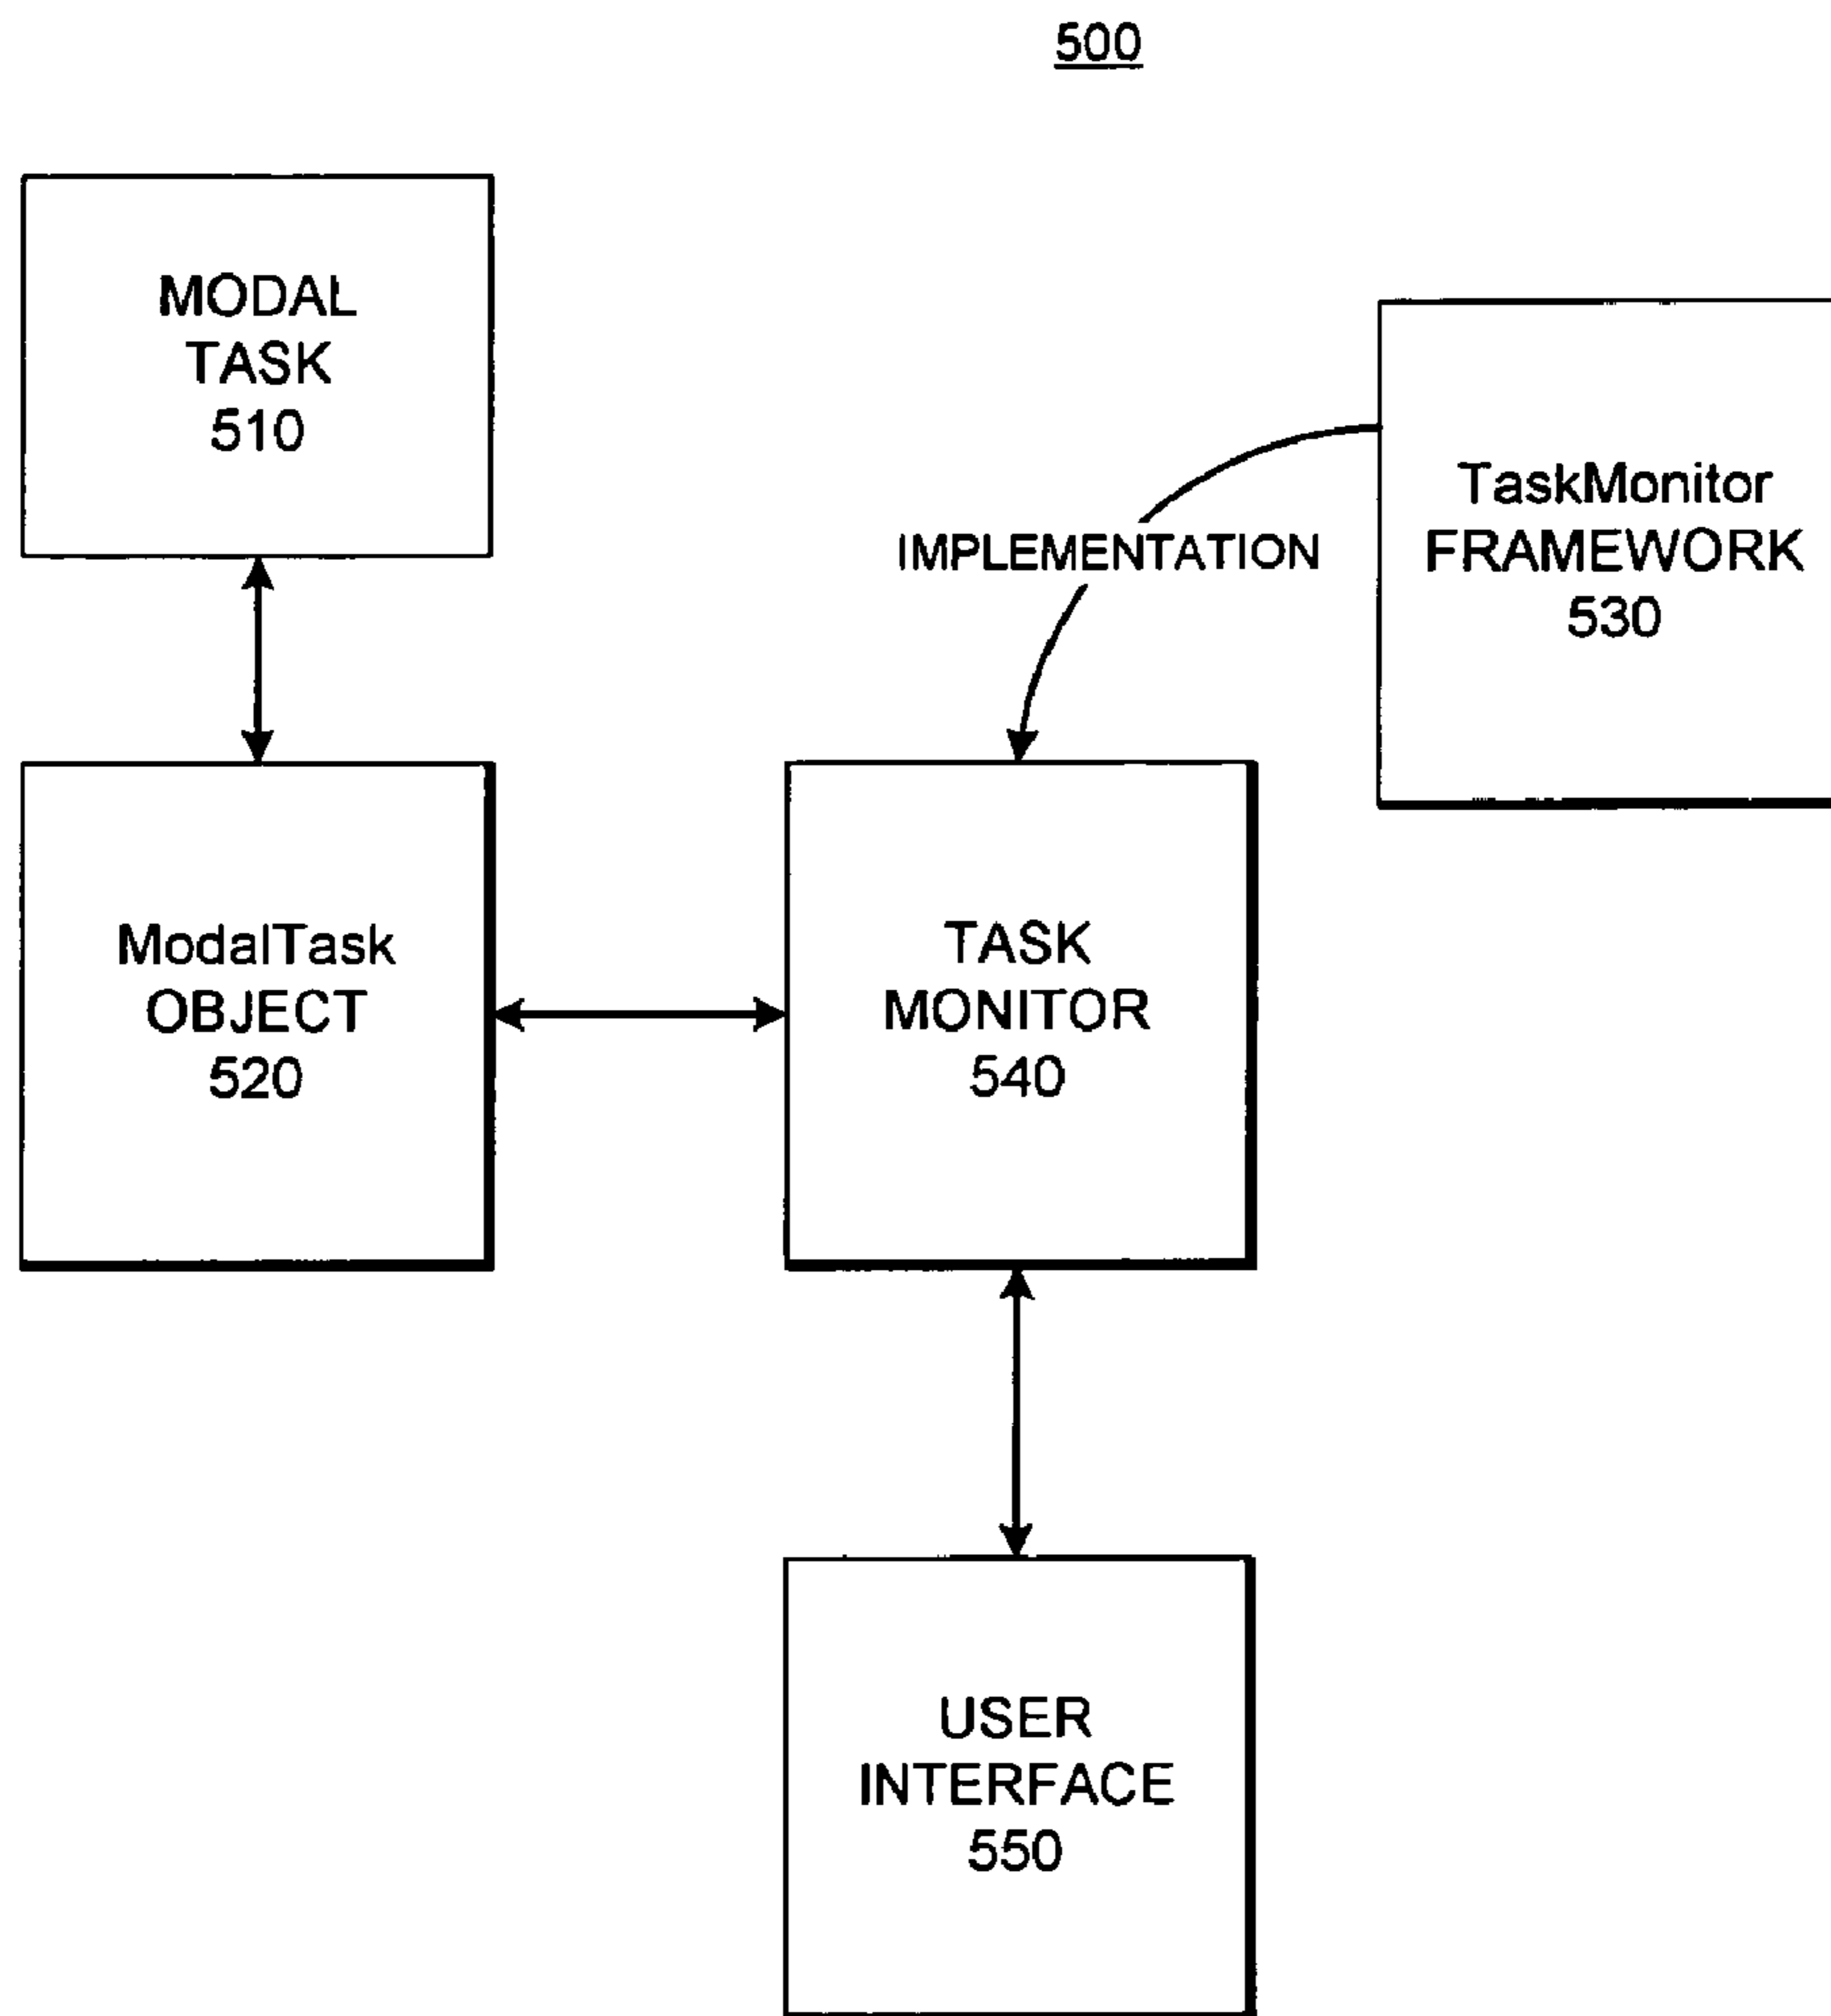 500
MODAL
TASK
510
TaskMonitor
FRAMEWORK
530
IMPLEMENTATION
ModalTask
OBJECT
520
TASK
MONITOR
540
USER
INTERFACE
550